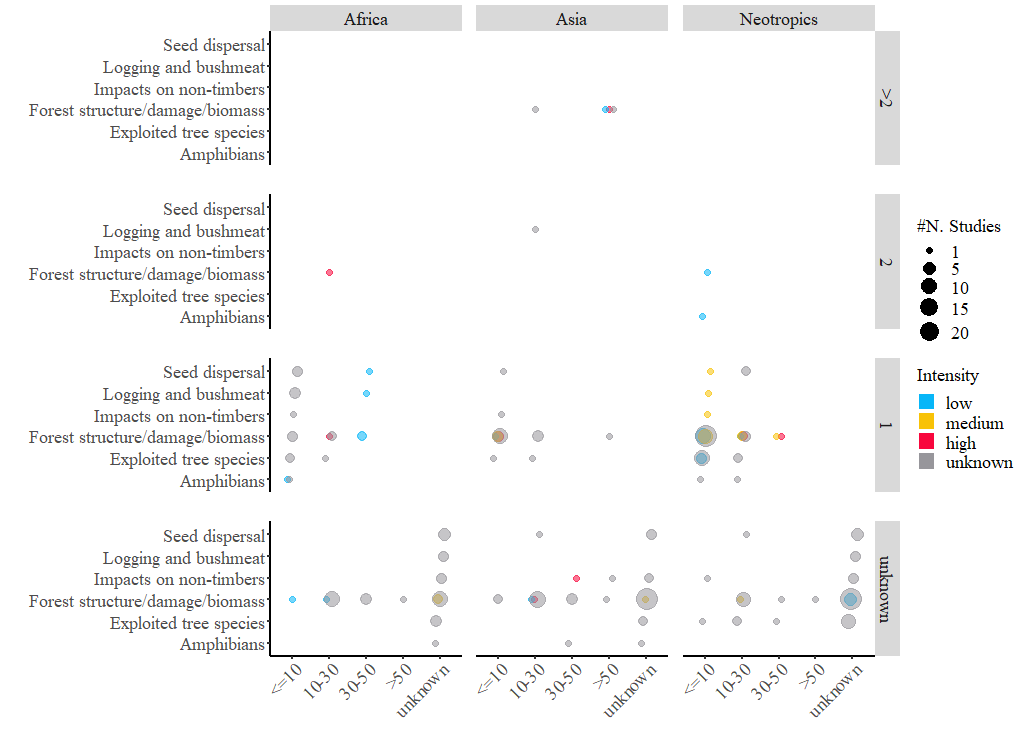 Africa Asia Neotropics
Seed dispersal
Logging and bushmeat
Impacts on non-timbers
Forest structure/damage/biomass
Exploited tree species
Amphibians
>2
Seed dispersal
Logging and bushmeat
Impacts on non-timbers
Forest structure/damage/biomass
Exploited tree species
Amphibians
2
Seed dispersal
Logging and bushmeat
Impacts on non-timbers
Forest structure/damage/biomass
Exploited tree species
Amphibians
1
Seed dispersal
Logging and bushmeat
Impacts on non-timbers
Forest structure/damage/biomass
Exploited tree species
Amphibians
unknown
<=10 10-30 30-50 >50 unknown <=10 10-30 30-50 >50 unknown <=10 10-30 30-50 >50 unknown
#N. Studies
1
5
10
15
20
Intensity
low
medium
high
unknown